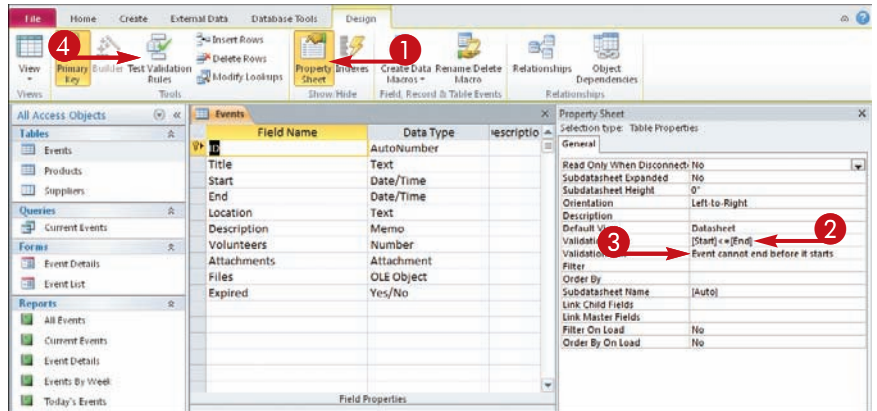 File Home Create External Data Database Tools Design
View
Views
Primary Key
Builder
Test Validation Rules
Insert Rows
Delete Rows
Modify Lookups
Tools
Property Sheet
Indexes
Show/Hide
Create Data Macros
Rename/Delete Macro
Field, Record & Table Events
Relationships
Object Dependencies
Relationships
4
1
All Access Objects
Tables
Events
Products
Suppliers
Queries
Current Events
Forms
Event Details
Event List
Reports
All Events
Current Events
Event Details
Events By Week
Today's Events
Events
Field Name Data Type escriptio
ID AutoNumber
Title Text
Start Date/Time
End Date/Time
Location Text
Description Memo
Volunteers Number
Attachments Attachment
Files OLE Object
Expired Yes/No
Field Properties
Property Sheet
Selection type: Table Properties
General
Read Only When Disconnect No
Subdatasheet Expanded No
Subdatasheet Height 0"
Orientation Left-to-Right
Description
Default Vi Datasheet
Validatio [Start]<=[End]
2
3
Validation Event cannot end before it starts
Filter
Order By
Subdatasheet Name [Auto]
Link Child Fields
Link Master Fields
Filter On Load No
Order By On Load No